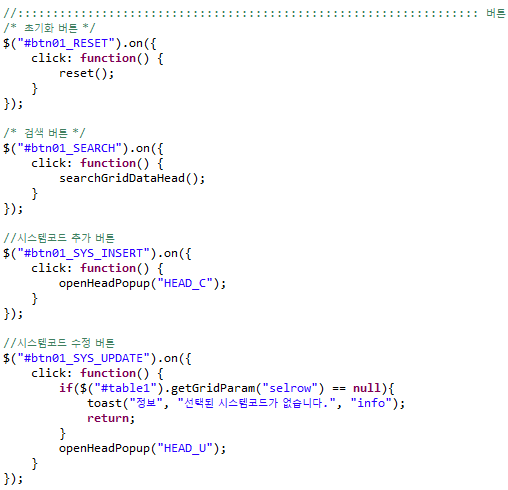 //:::::::::::::::::::::::::::::::::::::::::::::::::::::::::::::::::: 버튼
/* 초기화 버튼 */
$("#btn01_RESET").on({
    click: function() {
        reset();
    }
});

/* 검색 버튼 */
$("#btn01_SEARCH").on({
    click: function() {
        searchGridDataHead();
    }
});

//시스템코드 추가 버튼
$("#btn01_SYS_INSERT").on({
    click: function() {
        openHeadPopup("HEAD_C");
    }
});

//시스템코드 수정 버튼
$("#btn01_SYS_UPDATE").on({
    click: function() {
        if($("#table1").getGridParam("selrow") == null){
            toast("정보", "선택된 시스템코드가 없습니다.", "info");
            return;
        }
        openHeadPopup("HEAD_U");
    }
});